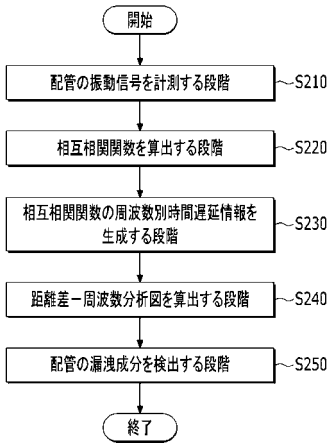 開始
配管の振動信号を計測する段階
S210
相互相関関数を算出する段階
S220
相互相関関数の周波数別時間遅延情報を
生成する段階
S230
距離差－周波数分析図を算出する段階
S240
配管の漏洩成分を検出する段階
S250
終了